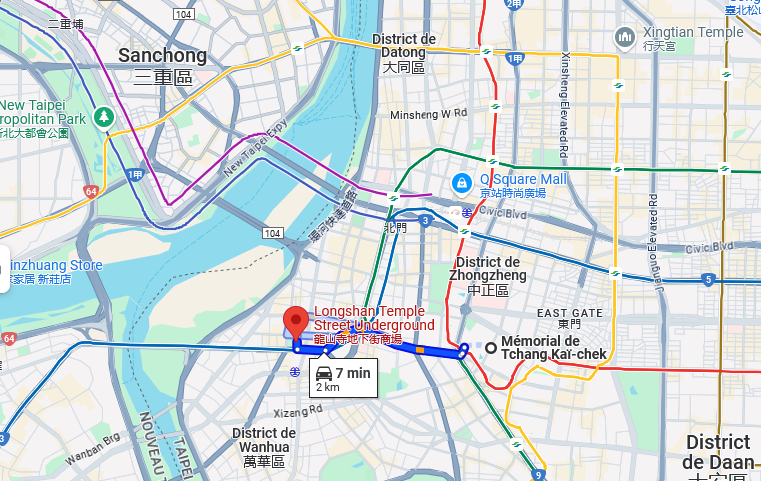 二重埔
104
Sanchong
三重區
District de
Datong
大同區
2甲
Xingtian Temple
行天宮
臺北松山
New Taipei
ropolitan Park
新北大都會公園
Minsheng W Rd
Xinsheng Elevated Rd
New Taipei Expy
64
1甲
1甲
Q Square Mall
京站時尚廣場
環河快速道路
104
北門
3
Civic Blvd
Civic Blvd
Jianguo Elevated Rd
inzhuang Store
家居 新莊店
District de
Zhongzheng
中正區
5
EAST GATE
東門
Longshan Temple
Street Underground
龍山寺地下街商場
Mémorial de
Tchang Kaï-chek
64
7 min
2 km
3
Xizang Rd
Wanban Brg
NOUVEAU T
TAIPEI
District de
Wanhua
萬華區
9
District
de Daan
大安區